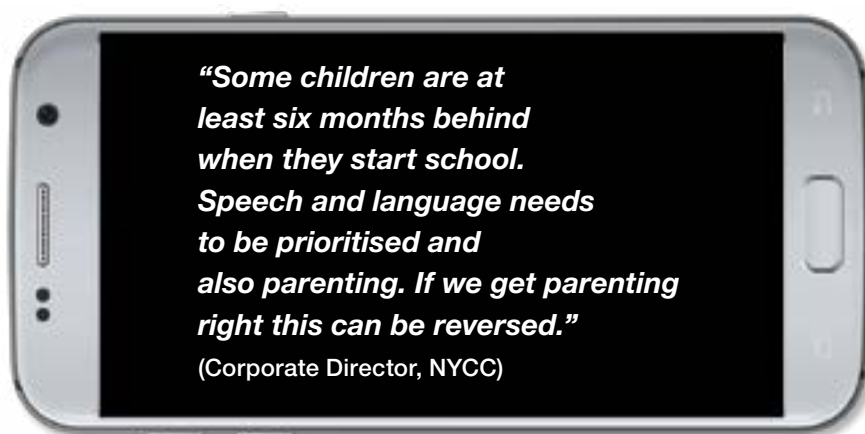 “Some children are at
least six months behind
when they start school.
Speech and language needs
to be prioritised and
also parenting. If we get parenting
right this can be reversed.”
(Corporate Director, NYCC)